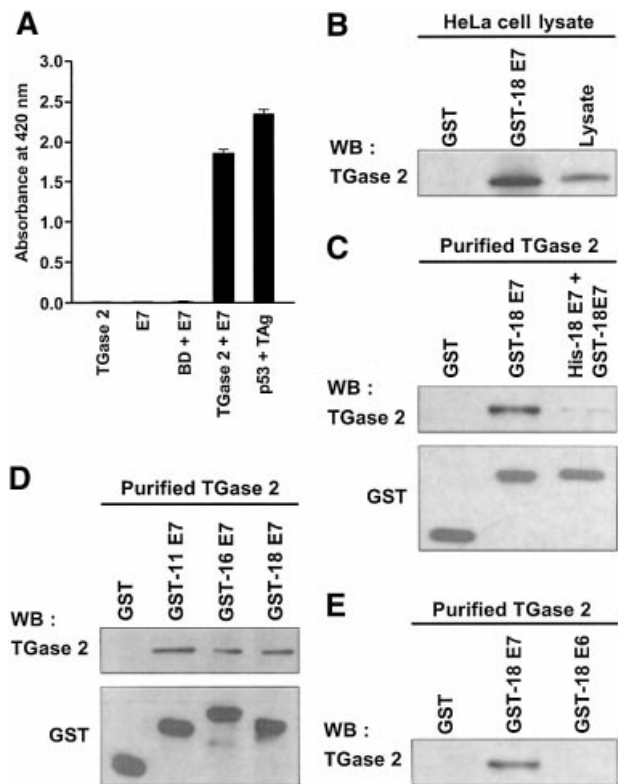 A
Absorbance at 420 nm
3.0
2.5
2.0
1.5
1.0
0.5
0.0
TGase 2
E7
BD + E7
TGase 2 + E7
p53 + TAg
B
HeLa cell lysate
GST
GST-18 E7
Lysate
WB :
TGase 2
C
Purified TGase 2
GST
GST-18 E7
His-18 E7 +
GST-18E7
WB :
TGase 2
GST
D
Purified TGase 2
GST
GST-11 E7
GST-16 E7
GST-18 E7
WB :
TGase 2
GST
E
Purified TGase 2
GST
GST-18 E7
GST-18 E6
WB :
TGase 2